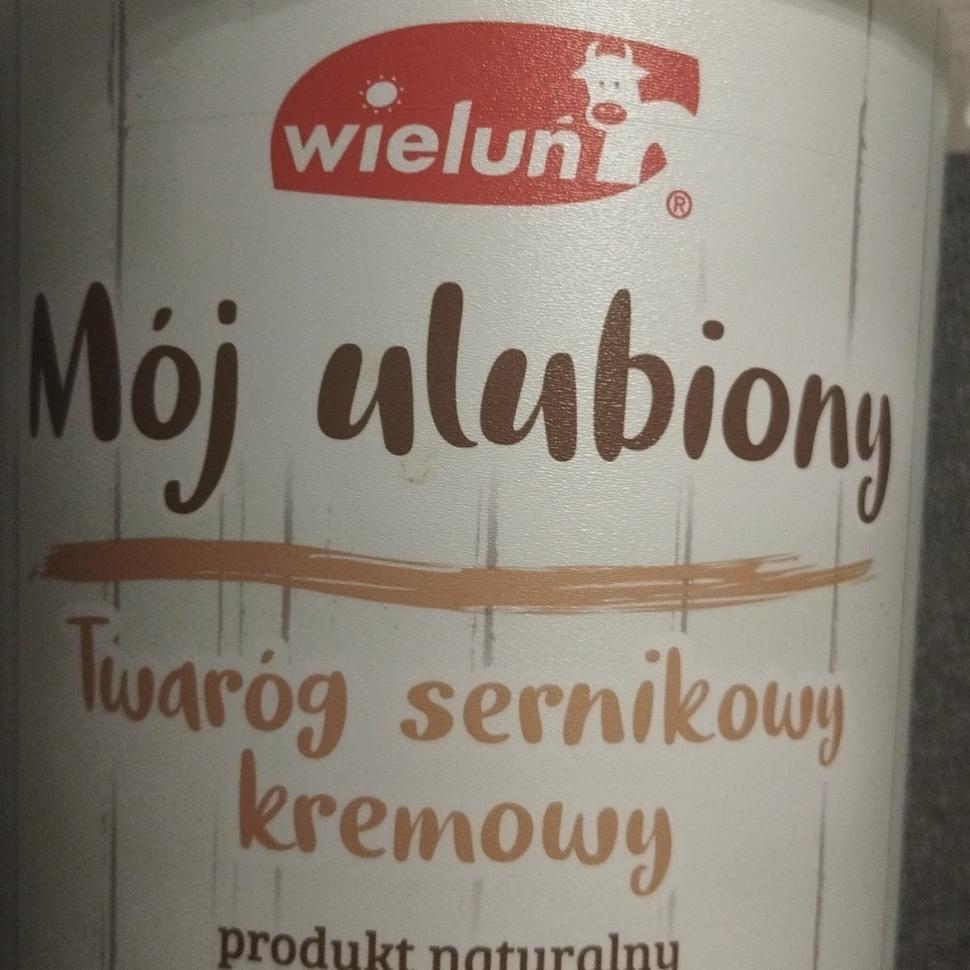 wieluń
®
Mój ulubiony
Twaróg sernikowy
kremowy
produkt naturalny